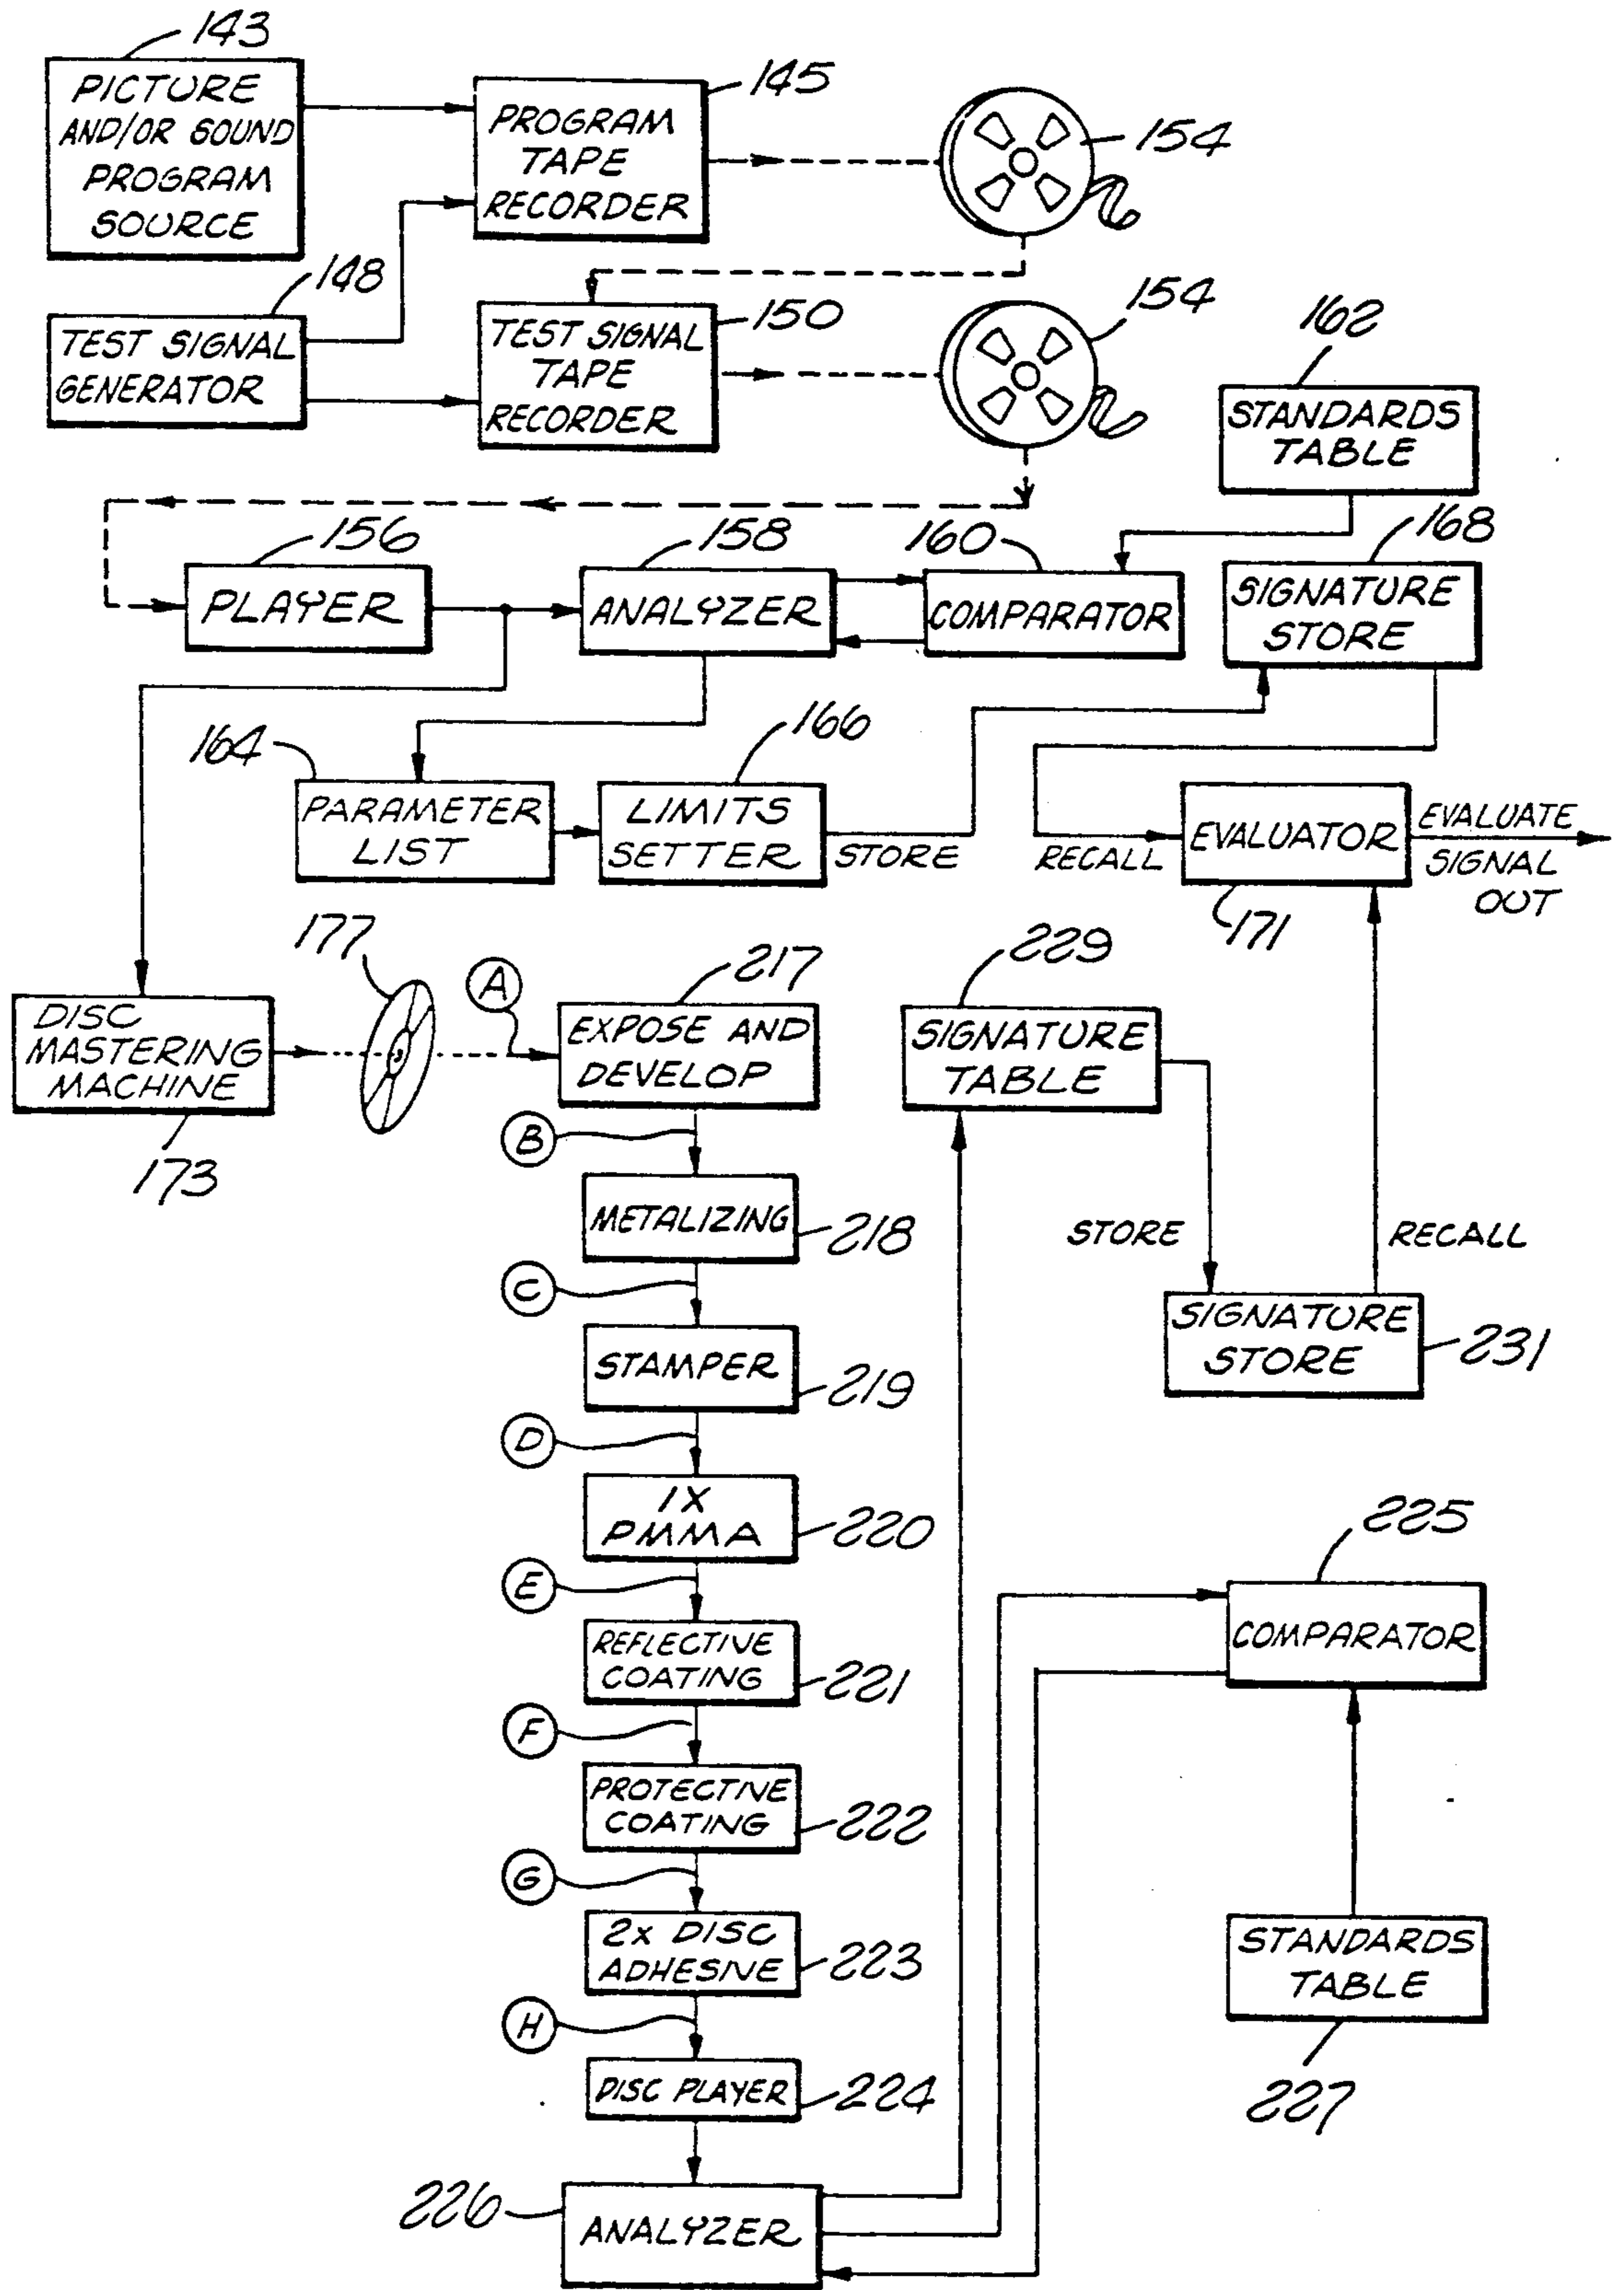 143
PICTURE
AND/OR SOUND
PROGRAM
SOURCE
145
PROGRAM
TAPE
RECORDER
154
148
TEST SIGNAL
GENERATOR
150
TEST SIGNAL
TAPE
RECORDER
154
162
STANDARDS
TABLE
156
PLAYER
158
ANALYZER
160
COMPARATOR
168
SIGNATURE
STORE
164
PARAMETER
LIST
166
LIMITS
SETTER
STORE
RECALL
EVALUATOR
171
EVALUATE
SIGNAL
OUT
DISC
MASTERING
MACHINE
173
177
A
217
EXPOSE AND
DEVELOP
229
SIGNATURE
TABLE
B
METALIZING
218
STORE
RECALL
C
STAMPER
219
SIGNATURE
STORE
231
D
1X
PMMA
220
E
REFLECTIVE
COATING
221
225
COMPARATOR
F
PROTECTIVE
COATING
222
G
2X DISC
ADHESIVE
223
STANDARDS
TABLE
227
H
DISC PLAYER
224
226
ANALYZER